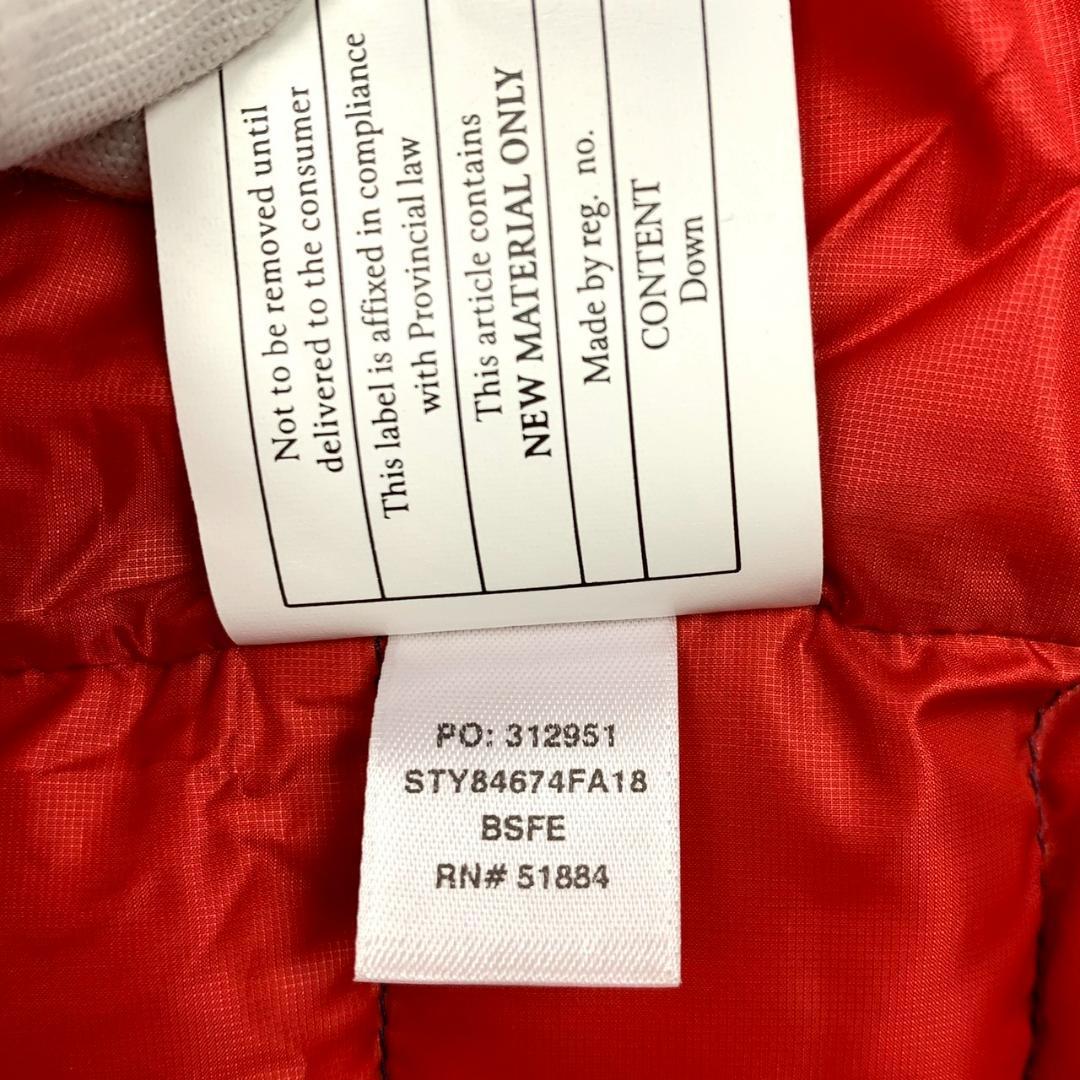 Not to be removed until
delivered to the consumer
This label is affixed in compliance
with Provincial law
This article contains
NEW MATERIAL ONLY
Made by reg. no.
CONTENT
Down
PO: 312951
STY84674FA18
BSFE
RN# 51884